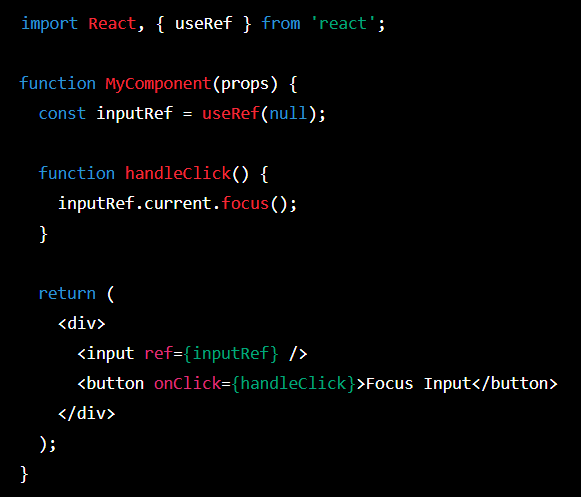 import React, { useRef } from 'react';
function MyComponent(props) {
const inputRef = useRef(null);
function handleClick() {
inputRef.current.focus();
}
return (
<div>
<input ref={inputRef} />
<button onClick={handleClick}>Focus Input</button>
</div>
);
}